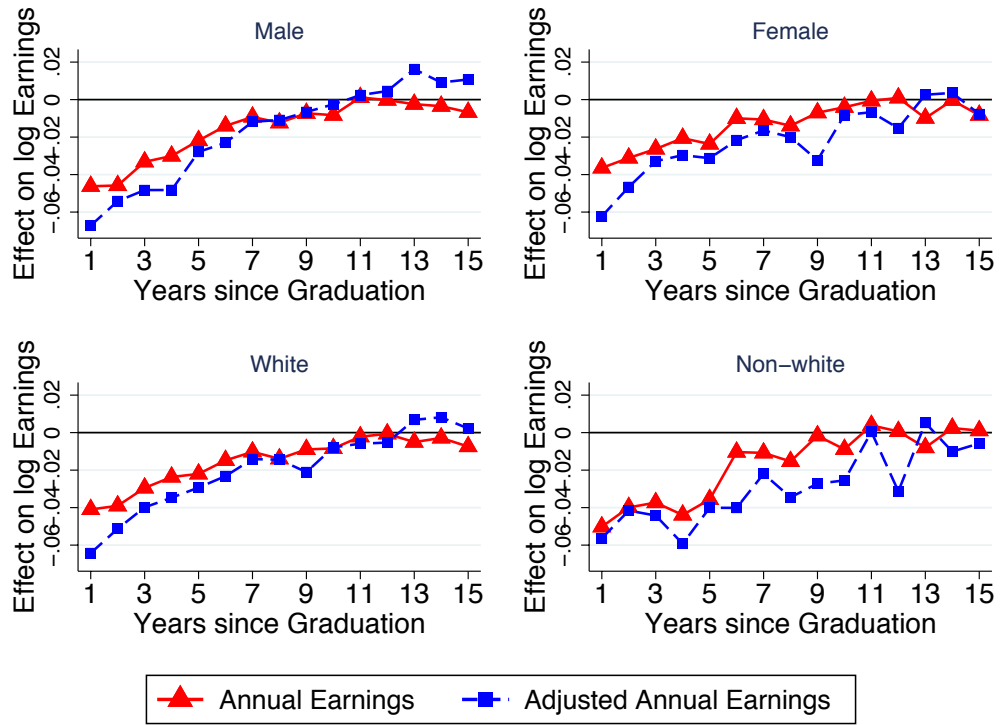 Male
Effect on log Earnings
.02
0
-.02
-.04
-.06
1 3 5 7 9 11 13 15
Years since Graduation
Female
Effect on log Earnings
.02
0
-.02
-.04
-.06
1 3 5 7 9 11 13 15
Years since Graduation
White
Effect on log Earnings
.02
0
-.02
-.04
-.06
1 3 5 7 9 11 13 15
Years since Graduation
Non-white
Effect on log Earnings
.02
0
-.02
-.04
-.06
1 3 5 7 9 11 13 15
Years since Graduation
Annual Earnings Adjusted Annual Earnings